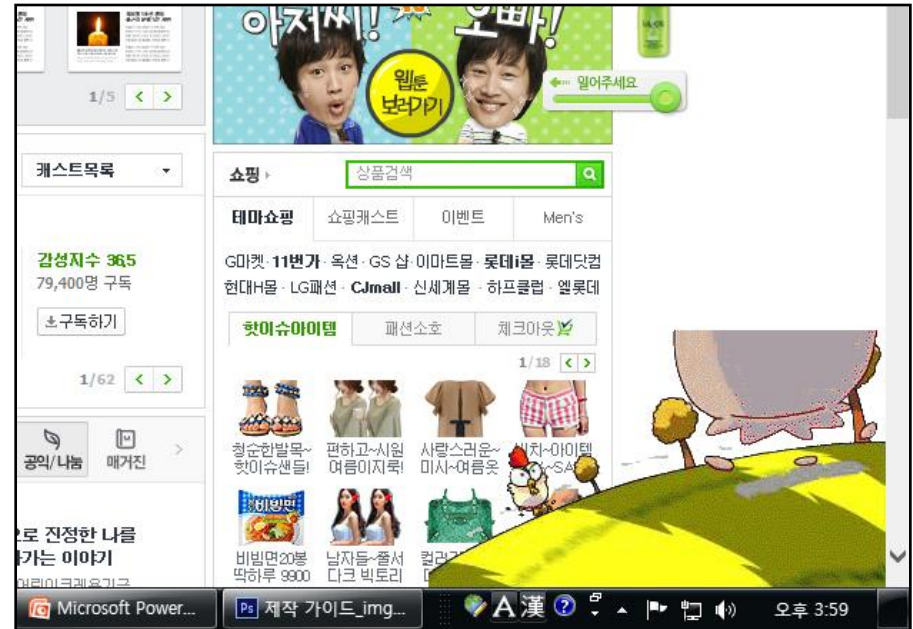 아저씨!
오빠!
웹툰
보러가기
밀어주세요
1/5
캐스트목록
쇼핑
상품검색
테마쇼핑 쇼핑캐스트 이벤트 Men's
감성지수 36.5
79,400명 구독
구독하기
G마켓 · 11번가 · 옥션 · GS 샵 · 이마트몰 · 롯데i몰 · 롯데닷컴
현대H몰 · LG패션 · CJmall · 신세계몰 · 하프클럽 · 엘롯데
핫이슈아이템 패션소호 체크아웃
1/18
1/62
청순한발목~
핫이슈샌들!
편하고~시원
여름이지룩!
사랑스러운~
미시~여름옷
지~아이템
공익/나눔 매거진
비빔면20봉
딱하루 9900
남자들~줄서
다크 빅토리
으로 진정한 나를
가는 이야기
Microsoft Power...
Ps 제작 가이드_img...
A 漢
오후 3:59